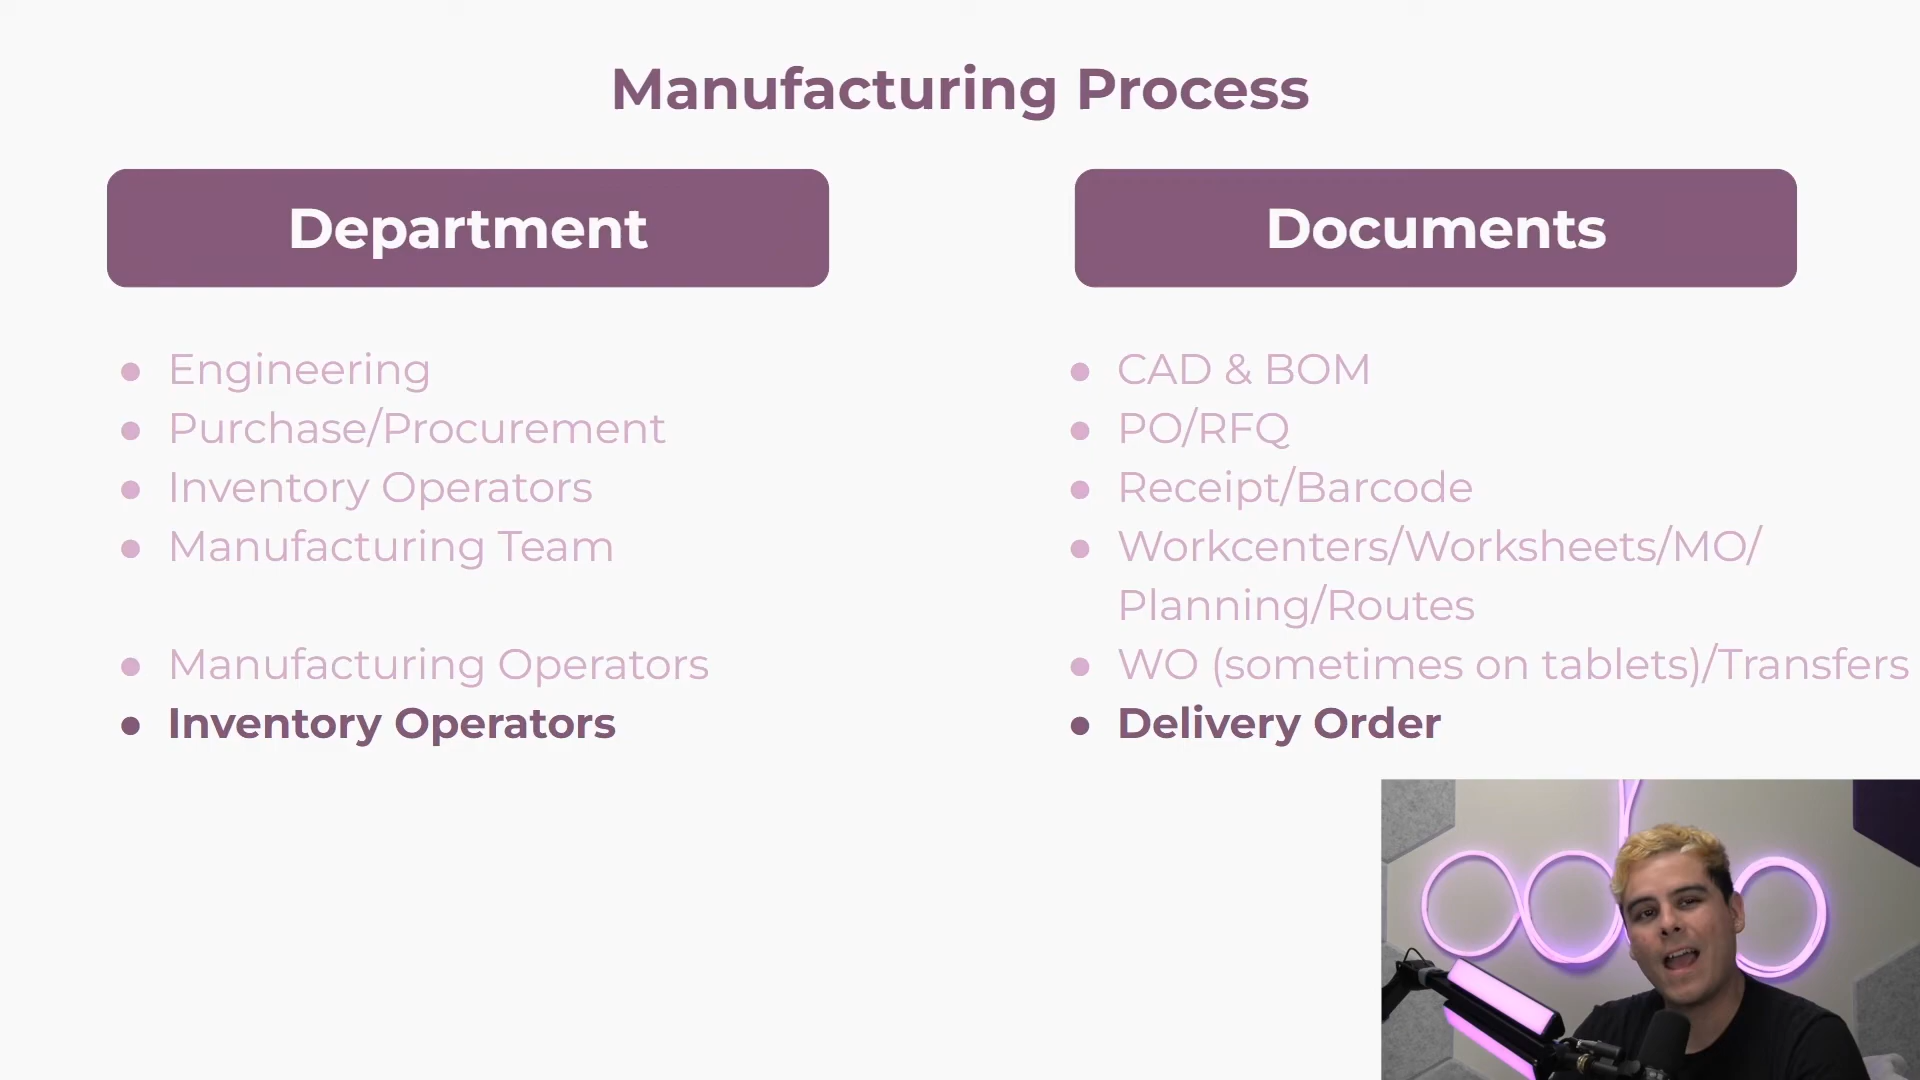 Manufacturing Process
Department
Engineering
Purchase/Procurement
Inventory Operators
Manufacturing Team
Manufacturing Operators
Inventory Operators
Documents
CAD & BOM
PO/RFQ
Receipt/Barcode
Workcenters/Worksheets/MO/
Planning/Routes
WO (sometimes on tablets)/Transfers
Delivery Order
odoo